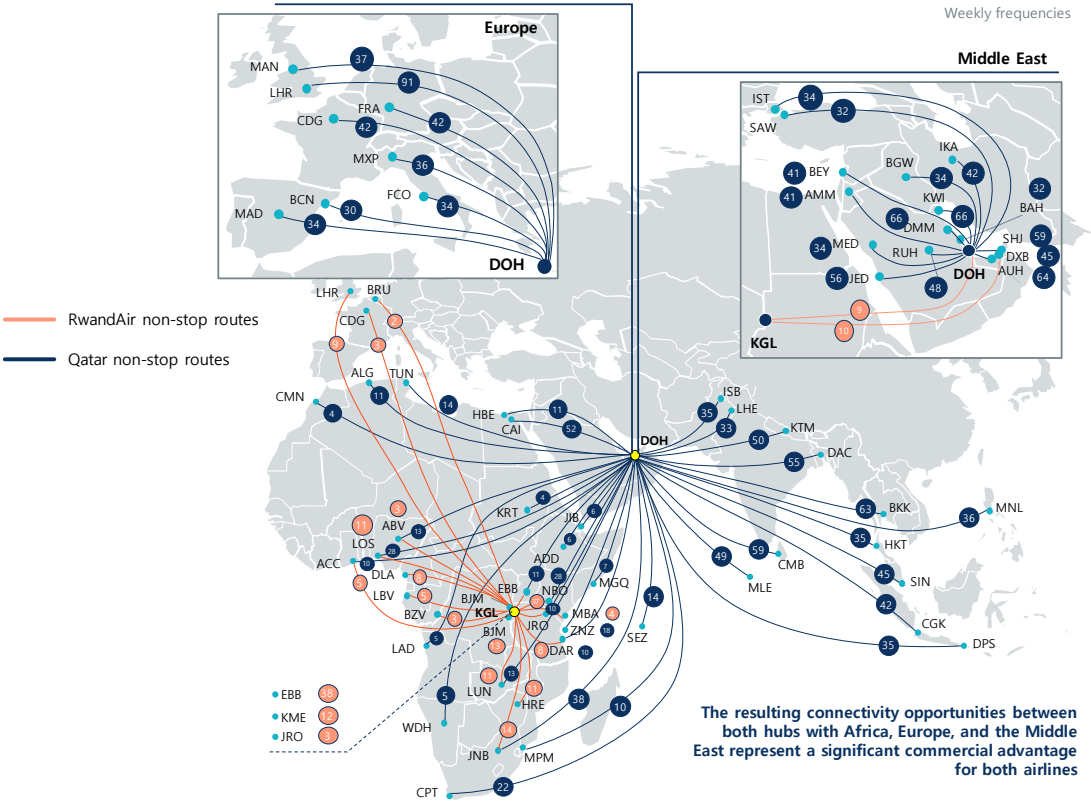 Weekly frequencies
Europe
MAN
37
LHR
91
FRA
CDG
42
42
MXP
36
BCN
FCO
34
MAD
30
34
DOH
Middle East
IST
34
SAW
32
IKA
BGW
41
BEY
42
34
41
AMM
KWI
32
66
66
BAH
DMM
34
MED
RUH
SHJ
59
DXB
45
DOH
AUH
56
JED
48
64
9
10
KGL
RwandAir non-stop routes
Qatar non-stop routes
LHR
BRU
CDG
2
9
3
ALG
TUN
CMN
11
14
4
HBE
11
CAI
52
DOH
ISB
35
LHE
33
KTM
50
DAC
55
KRT
4
JIB
6
6
ADD
3
ABV
11
13
LOS
28
ACC
10
DLA
5
LBV
5
BZV
3
BJM
EBB
11
28
NBO
7
MGQ
KGL
10
MBA
4
JRO
ZNZ
18
BJM
13
8
DAR
10
LAD
5
14
SEZ
LUN
11
13
11
HRE
5
WDH
14
JNB
MPM
38
10
CPT
22
63
BKK
MNL
36
35
HKT
49
59
CMB
MLE
45
SIN
42
CGK
35
DPS
EBB
38
KME
12
JRO
3
The resulting connectivity opportunities between
both hubs with Africa, Europe, and the Middle
East represent a significant commercial advantage
for both airlines